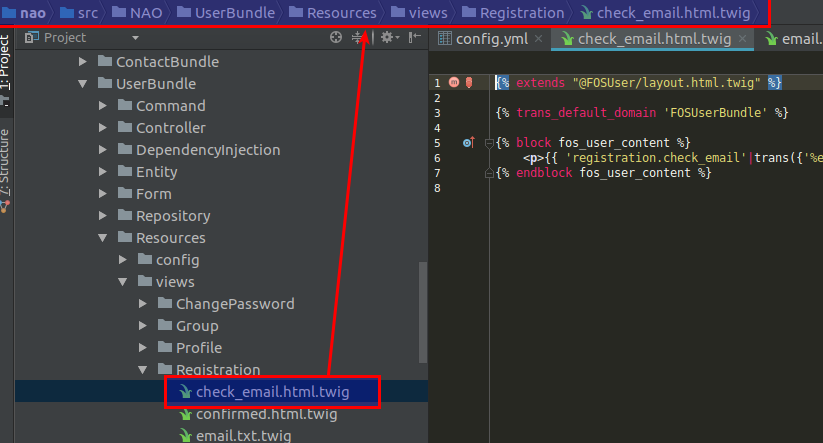 nao src NAO UserBundle Resources views Registration check_email.html.twig
1: Project
7: Structure
Project
ContactBundle
UserBundle
Command
Controller
DependencyInjection
Entity
Form
Repository
Resources
config
views
ChangePassword
Group
Profile
Registration
check_email.html.twig
confirmed.html.twig
email.txt.twig
config.yml check_email.html.twig email.
1 {% extends "@FOSUser/layout.html.twig" %}
2
3 {% trans_default_domain 'FOSUserBundle' %}
4
5 {% block fos_user_content %}
6 <p>{{ 'registration.check_email'|trans({'%e
7 {% endblock fos_user_content %}
8